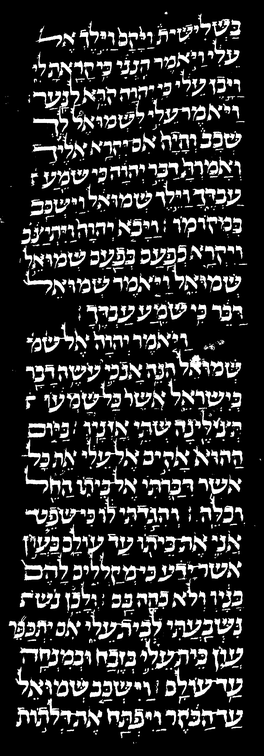 בשלישית ויקם וילך אל
עלי ויאמר הנני כי קראת לי
ויבן עלי כי יהוה קרא לנער
ויאמר עלי לשמואל לך
שכב והיה אם יקרא אליך
ואמרת דבר יהוה כי שמע
עבדך וילך שמואל וישכב
במקומו ויבא יהוה ויתיצב
ויקרא כפעם בפעם שמואל
שמואל ויאמר שמואל
דבר כי שמע עבדך
ויאמר יהוה אל שמ
שמואל הנה אנכי עשה דבר
בישראל אשר כל שמעו
תצלינה שתי אזניו ביום
ההוא אקים אל עלי את כל
אשר דברתי אל ביתו החל
וכלה והגדתי לו כי שפט
אני את ביתו עד עולם בעון
אשר ידע כי מקללים להם
בניו ולא כהה בם ולכן
נשבעתי לבית עלי אם יתכפר
עון בית עלי בזבח ובמנחה
עד עולם וישכב שמואל
עד הבקר ויפתח את דלתות